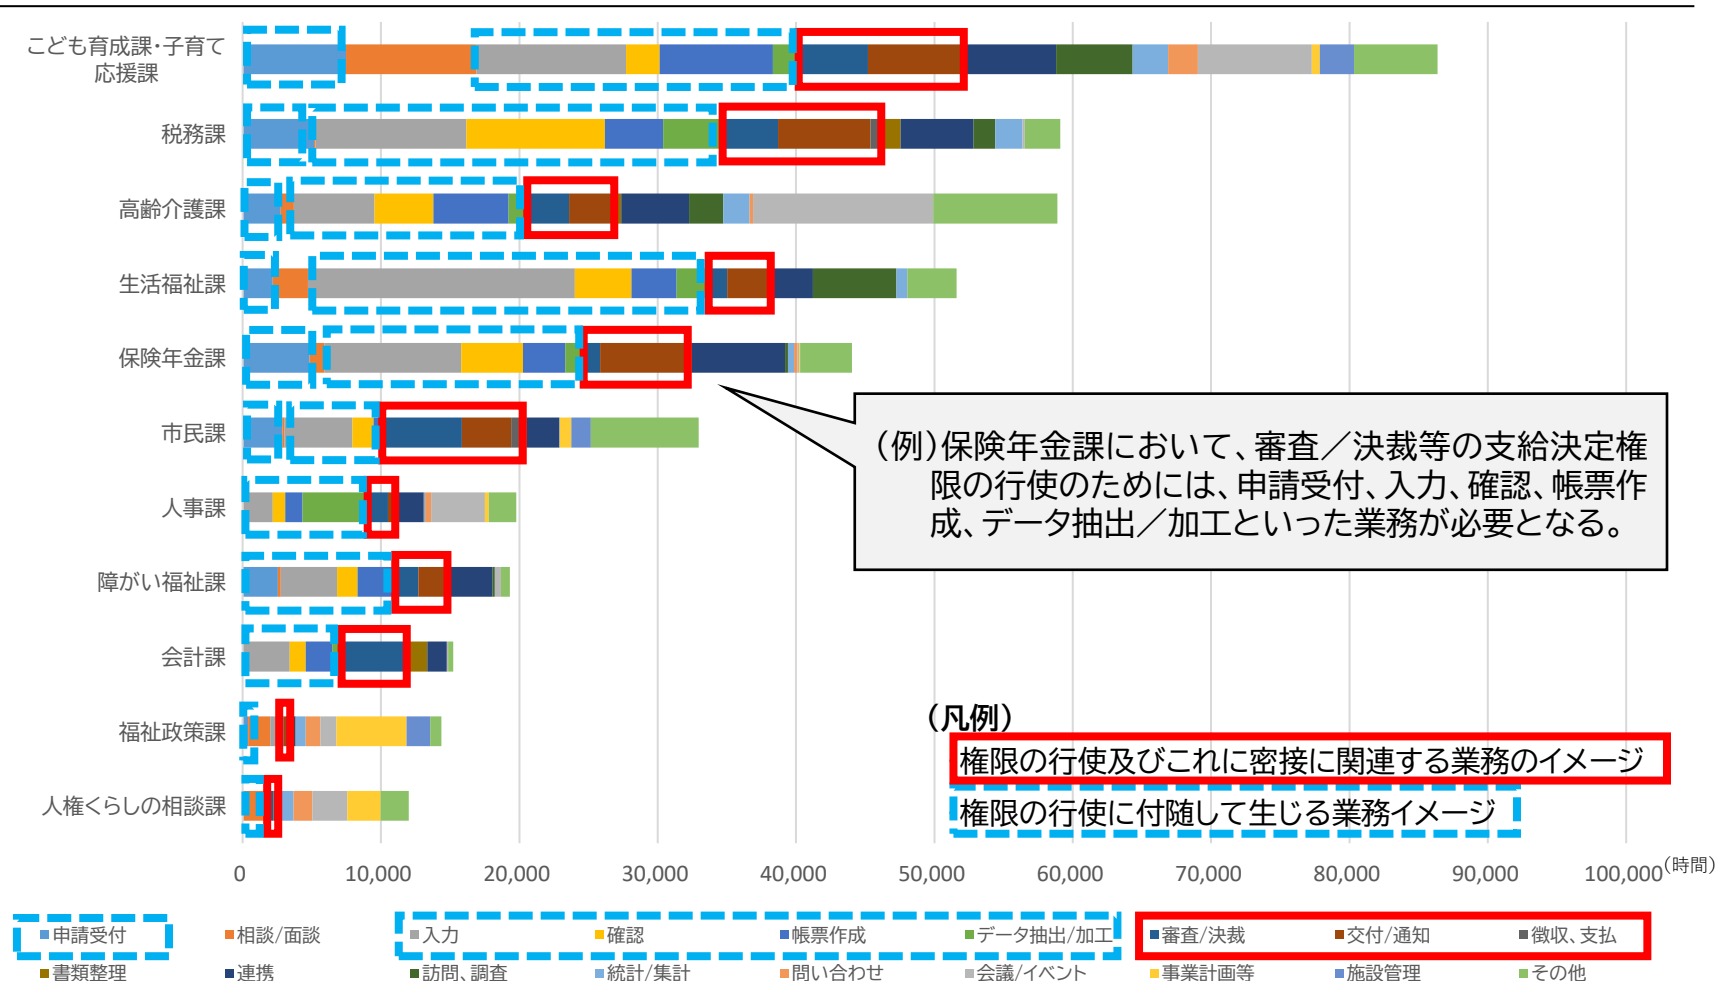 こども育成課・子育て
応援課
税務課
高齢介護課
生活福祉課
保険年金課
市民課
人事課
障がい福祉課
会計課
福祉政策課
人権くらしの相談課
（例）保険年金課において、審査／決裁等の支給決定権
限の行使のためには、申請受付、入力、確認、帳票作
成、データ抽出／加工といった業務が必要となる。
（凡例）
権限の行使及びこれに密接に関連する業務のイメージ
権限の行使に付随して生じる業務イメージ
0 10,000 20,000 30,000 40,000 50,000 60,000 70,000 80,000 90,000 100,000 （時間）
申請受付 相談/面談 入力 確認 帳票作成 データ抽出/加工 審査/決裁 交付/通知 徴収、支払
書類整理 連携 訪問、調査 統計/集計 問い合わせ 会議/イベント 事業計画等 施設管理 その他